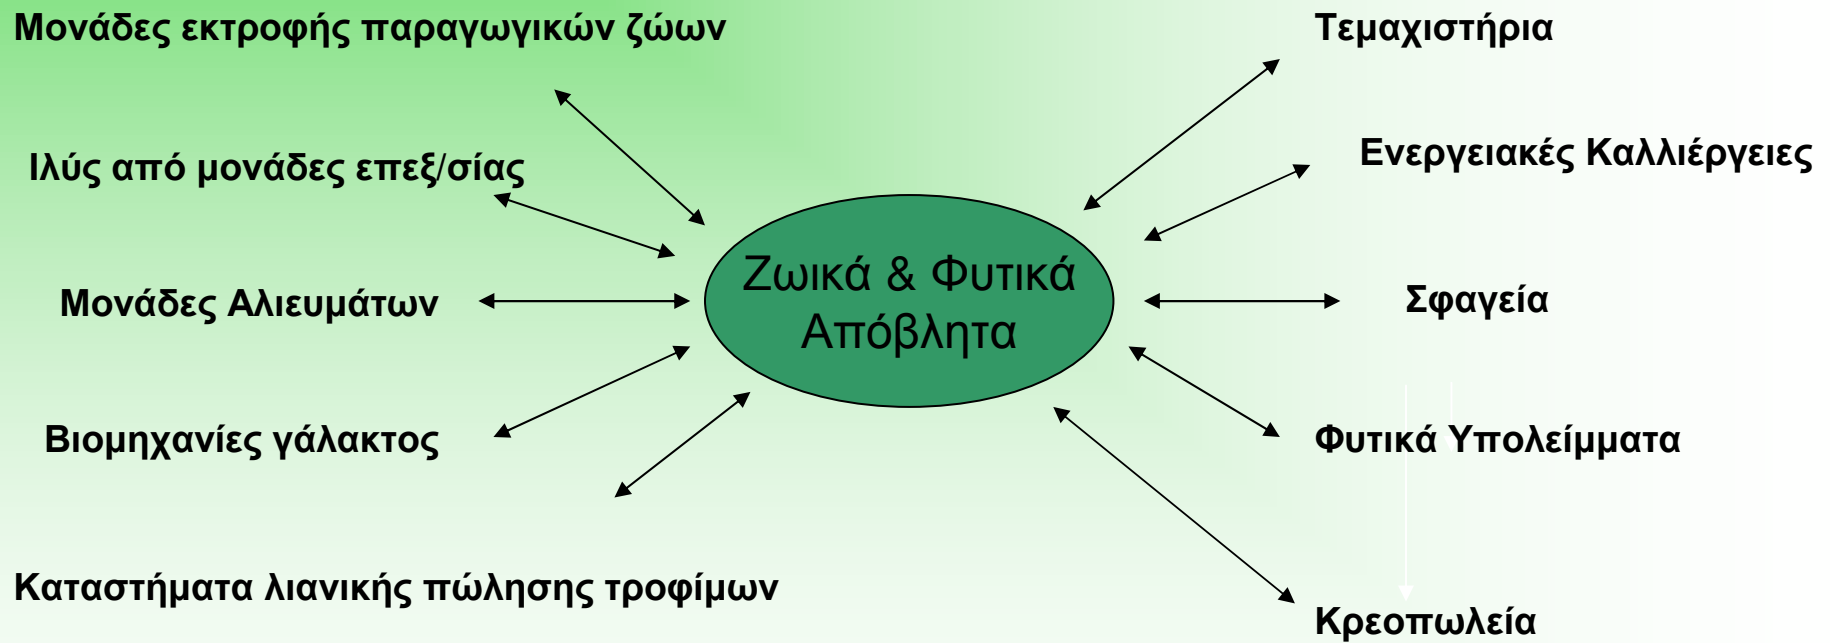 Μονάδες εκτροφής παραγωγικών ζώων
Τεμαχιστήρια
Ιλύς από μονάδες επεξ/σίας
Ενεργειακές Καλλιέργειες
Ζωικά & Φυτικά
Απόβλητα
Μονάδες Αλιευμάτων
Σφαγεία
Βιομηχανίες γάλακτος
Φυτικά Υπολείμματα
Καταστήματα λιανικής πώλησης τροφίμων
Κρεοπωλεία